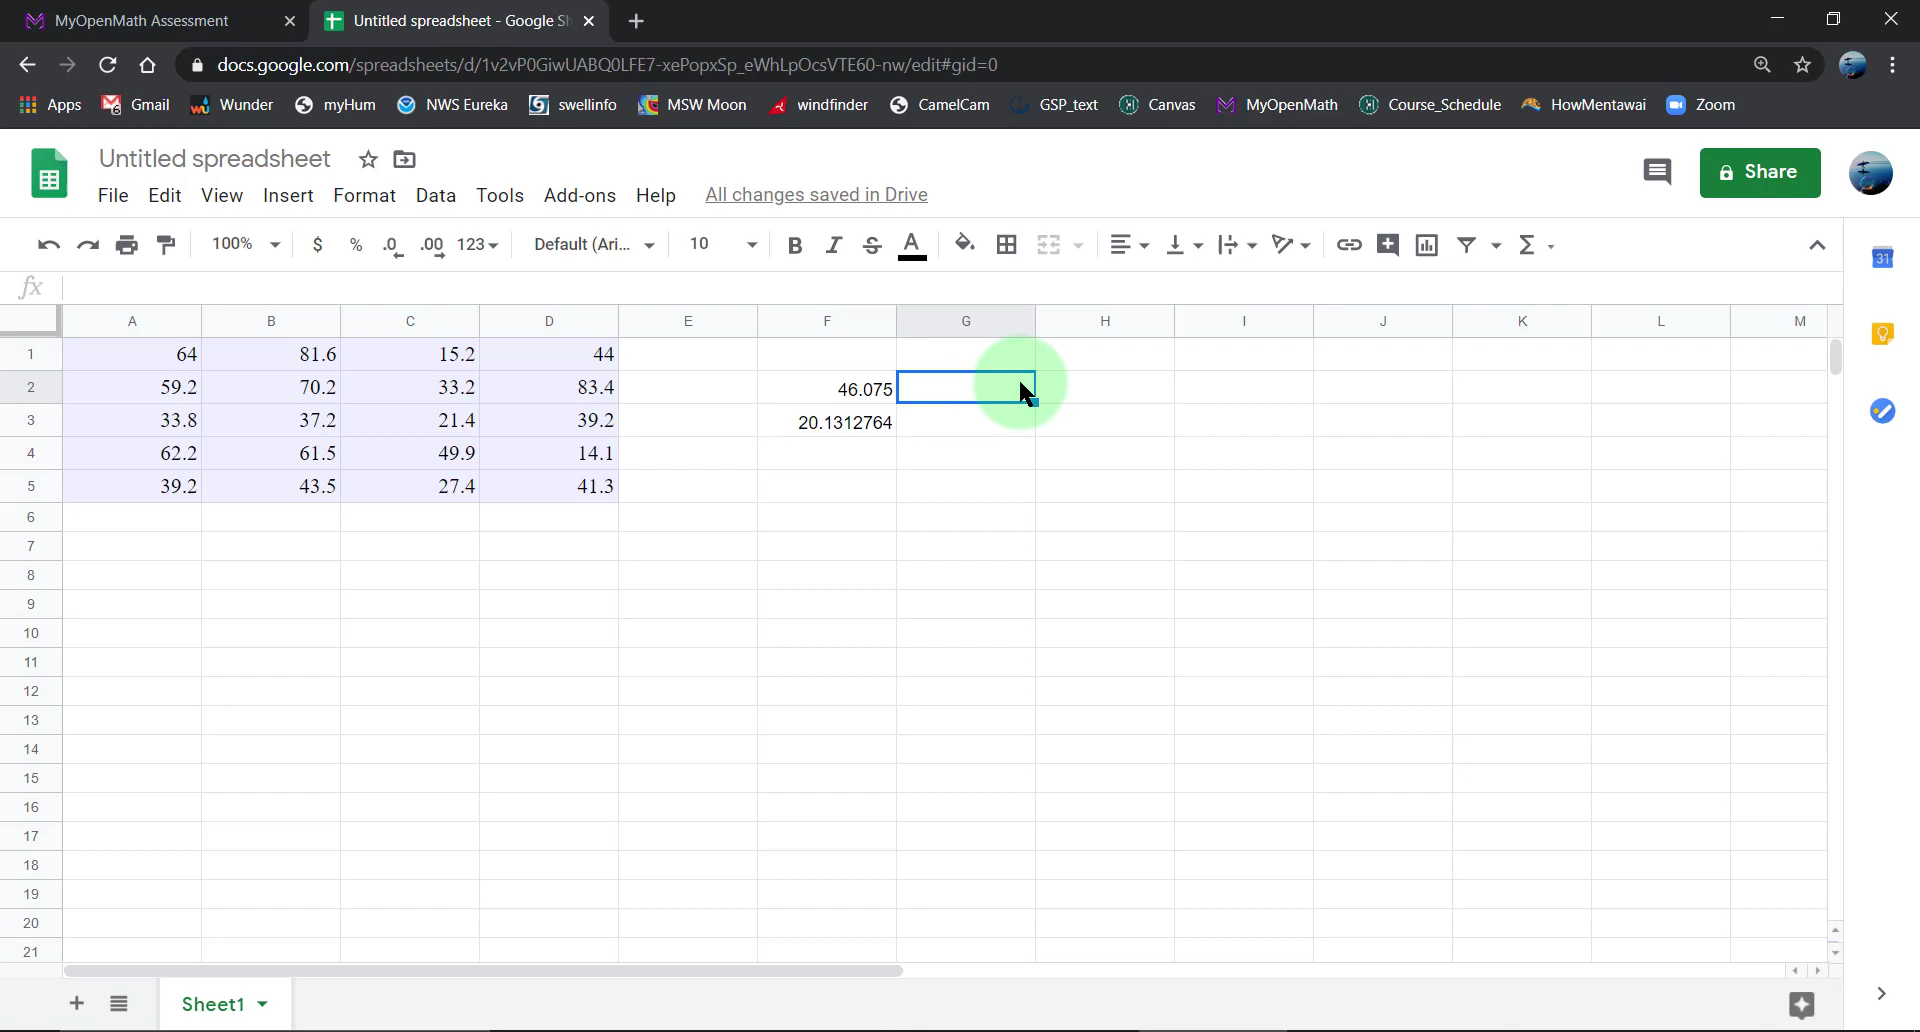 MyOpenMath Assessment
Untitled spreadsheet - Google Sh
docs.google.com/spreadsheets/d/1v2vP0GiwUABQ0LFE7-xePopxSp_eWhLpOcsVTE60-nw/edit#gid=0
Apps Gmail Wunder myHum NWS Eureka swellinfo MSW Moon windfinder CamelCam GSP_text Canvas MyOpenMath Course_Schedule HowMentawai Zoom
Untitled spreadsheet
Share
File Edit View Insert Format Data Tools Add-ons Help All changes saved in Drive
100% $ % .0 .00 123 Default (Ari... 10 B I S A Σ
31
fx
A B C D E F G H I J K L M
1 64 81.6 15.2 44
2 59.2 70.2 33.2 83.4 46.075
3 33.8 37.2 21.4 39.2 20.1312764
4 62.2 61.5 49.9 14.1
5 39.2 43.5 27.4 41.3
6
7
8
9
10
11
12
13
14
15
16
17
18
19
20
21
Sheet1